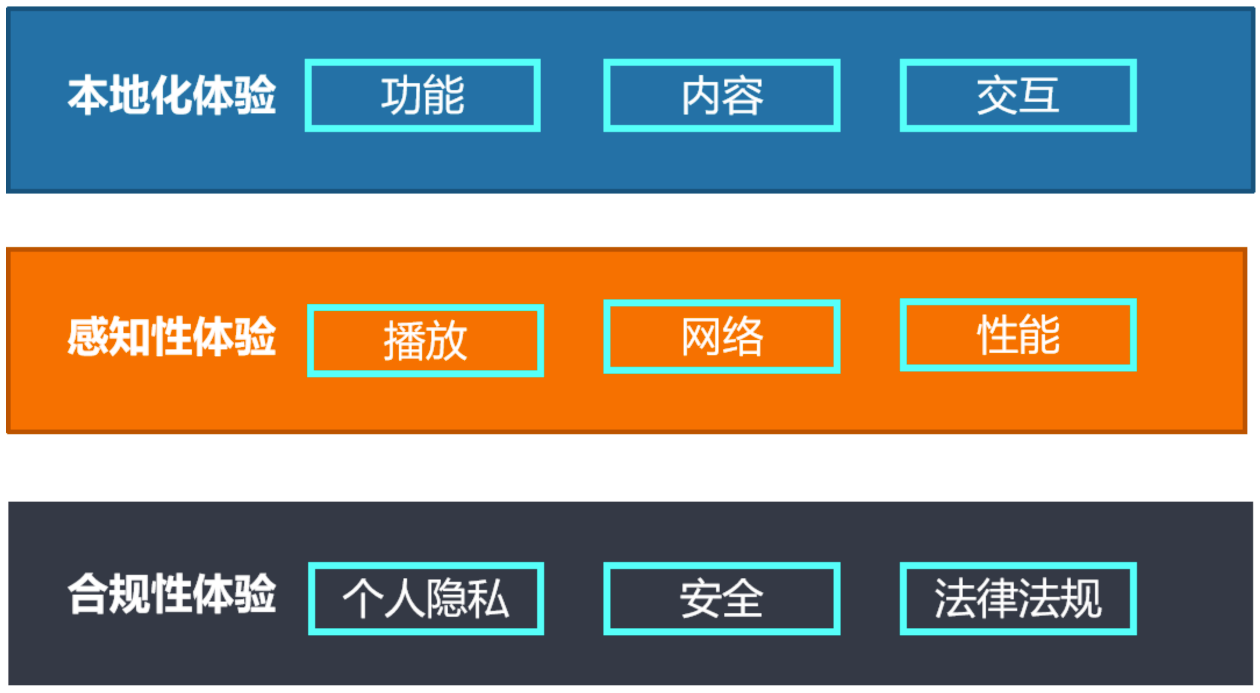 本地化体验 功能 内容 交互
感知性体验 播放 网络 性能
合规性体验 个人隐私 安全 法律法规